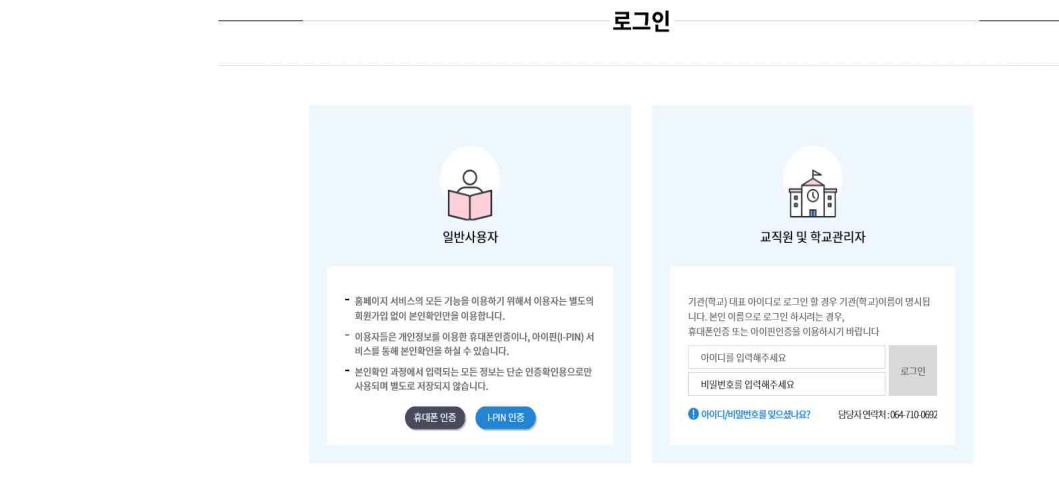 로그인
일반사용자
- 홈페이지 서비스의 모든 기능을 이용하기 위해서 이용자는 별도의
회원가입 없이 본인확인만을 이용합니다.
- 이용자들은 개인정보를 이용한 휴대폰인증이나, 아이핀(I-PIN) 서
비스를 통해 본인확인을 하실 수 있습니다.
- 본인확인 과정에서 입력되는 모든 정보는 단순 인증확인용으로만
사용되며 별도로 저장되지 않습니다.
휴대폰 인증 I-PIN 인증
교직원 및 학교관리자
기관(학교) 대표 아이디로 로그인 할 경우 기관(학교)이름이 명시됩
니다. 본인 이름으로 로그인 하시려는 경우,
휴대폰인증 또는 아이핀인증을 이용하시기 바랍니다
아이디를 입력해주세요
로그인
비밀번호를 입력해주세요
아이디/비밀번호를 잊으셨나요? 담당자 연락처 : 064-710-0692